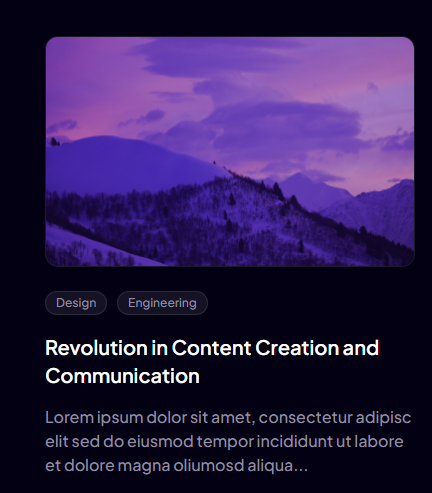 Design
Engineering
Revolution in Content Creation and
Communication
Lorem ipsum dolor sit amet, consectetur adipisc
elit sed do eiusmod tempor incididunt ut labore
et dolore magna oliumosd aliqua...